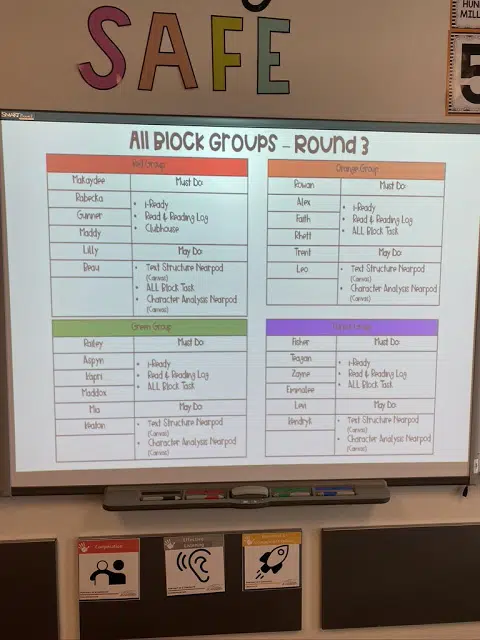 SAFE
HUN
MILL
5
SMART
All Block Groups - Round 3
Red Group
Makaydee
Must Do:
Rabecka
Gunner
Maddy
• i-Ready
• Read & Reading Log
• Clubhouse
Lilly
May Do:
Beau
• Text Structure Nearpod
(Canvas)
• ALL Block Task
• Character Analysis Nearpod
(Canvas)
Orange Group
Rowan
Must Do:
Alex
Faith
Rhett
• i-Ready
• Read & Reading Log
• ALL Block Task
Trent
May Do:
Leo
• Text Structure Nearpod
(Canvas)
• Character Analysis Nearpod
(Canvas)
Green Group
Bailey
Must Do:
Aspyn
Kapri
Maddox
• i-Ready
• Read & Reading Log
• ALL Block Task
Mia
May Do:
Keaton
• Text Structure Nearpod
(Canvas)
• Character Analysis Nearpod
(Canvas)
Purple Group
Fisher
Must Do:
Teagan
Zayne
Emmalee
• i-Ready
• Read & Reading Log
• ALL Block Task
Levi
May Do:
Kendryk
• Text Structure Nearpod
(Canvas)
• Character Analysis Nearpod
(Canvas)
Cooperation
Effective
Listening